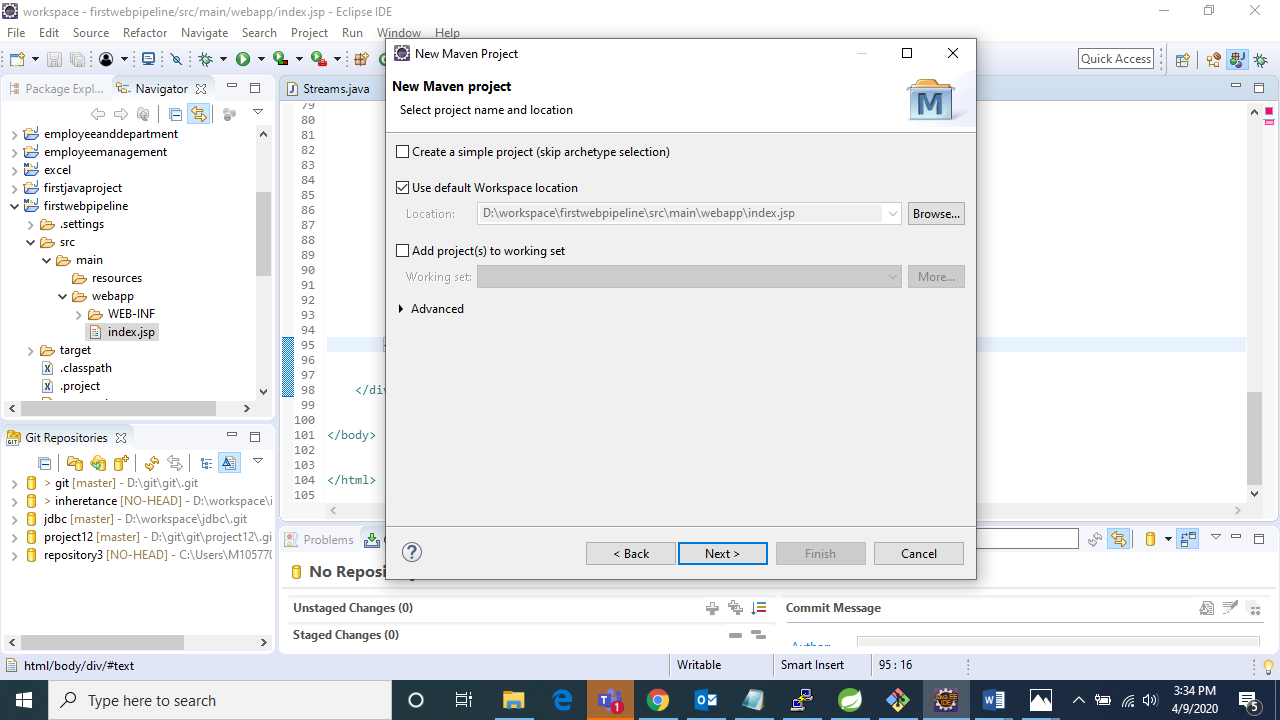 workspace - firstwebpipeline/src/main/webapp/index.jsp - Eclipse IDE
File Edit Source Refactor Navigate Search Project Run Window Help
Quick Access
Package Expl...
Navigator
employeeanddepartment
employeemanagement
excel
firstjavaproject
firstwebpipeline
.settings
src
main
resources
webapp
WEB-INF
index.jsp
target
.classpath
.project
Git Repositories
> git [master] - D:\git\git\.git
> inheretance [NO-HEAD] - D:\workspace\i
jdbc [master] - D:\workspace\jdbc\.git
project12 [master] - D:\git\git\project12\.gi
repository3 [NO-HEAD] - C:\Users\M10577
Streams.java
79
80
81
82
83
84
85
86
87
88
89
90
91
92
93
94
95
96
97
98 </div
99
100
101 </body>
102
103
104 </html>
105
New Maven Project
New Maven project
Select project name and location
M
Create a simple project (skip archetype selection)
Use default Workspace location
Location: D:\workspace\firstwebpipeline\src\main\webapp\index.jsp Browse...
Add project(s) to working set
Working set: More...
Advanced
< Back Next > Finish Cancel
Problems
No Reposit
Unstaged Changes (0)
Staged Changes (0)
Commit Message
Author:
html/body/div/#text Writable Smart Insert 95 : 16
Type here to search
1
3:34 PM
4/9/2020
5